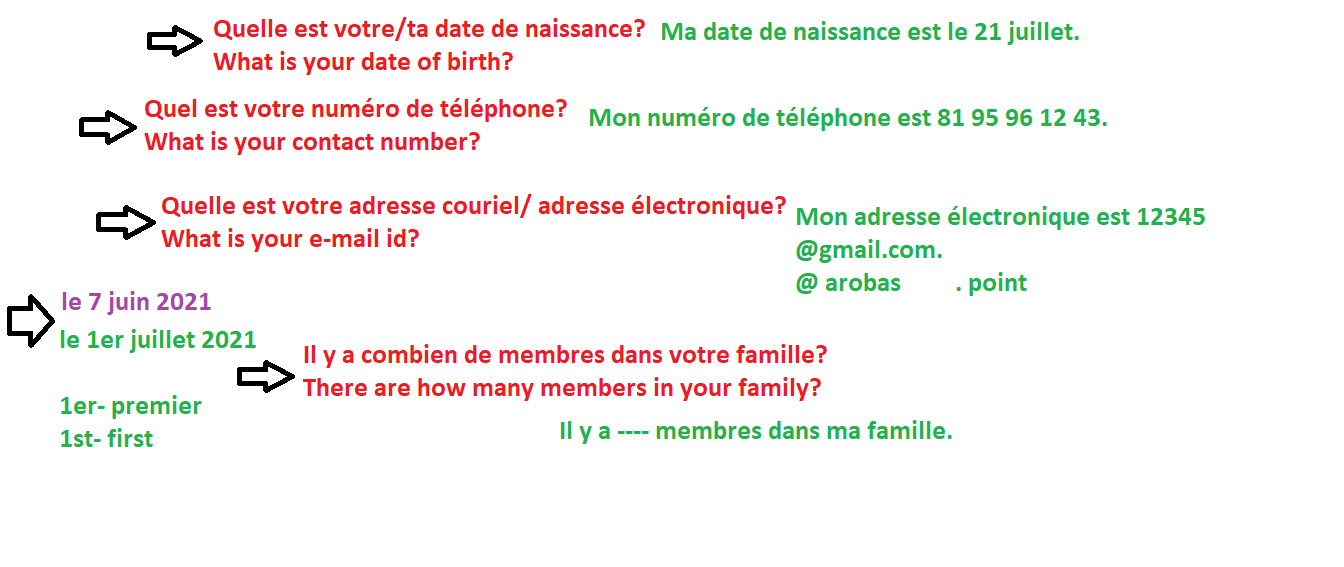 Quelle est votre/ta date de naissance? Ma date de naissance est le 21 juillet.
What is your date of birth?
Quel est votre numéro de téléphone? Mon numéro de téléphone est 81 95 96 12 43.
What is your contact number?
Quelle est votre adresse couriel/ adresse électronique?
What is your e-mail id?
Mon adresse électronique est 12345
@gmail.com.
@ arobas . point
le 7 juin 2021
le 1er juillet 2021
1er- premier
1st- first
Il y a combien de membres dans votre famille?
There are how many members in your family?
Il y a ---- membres dans ma famille.